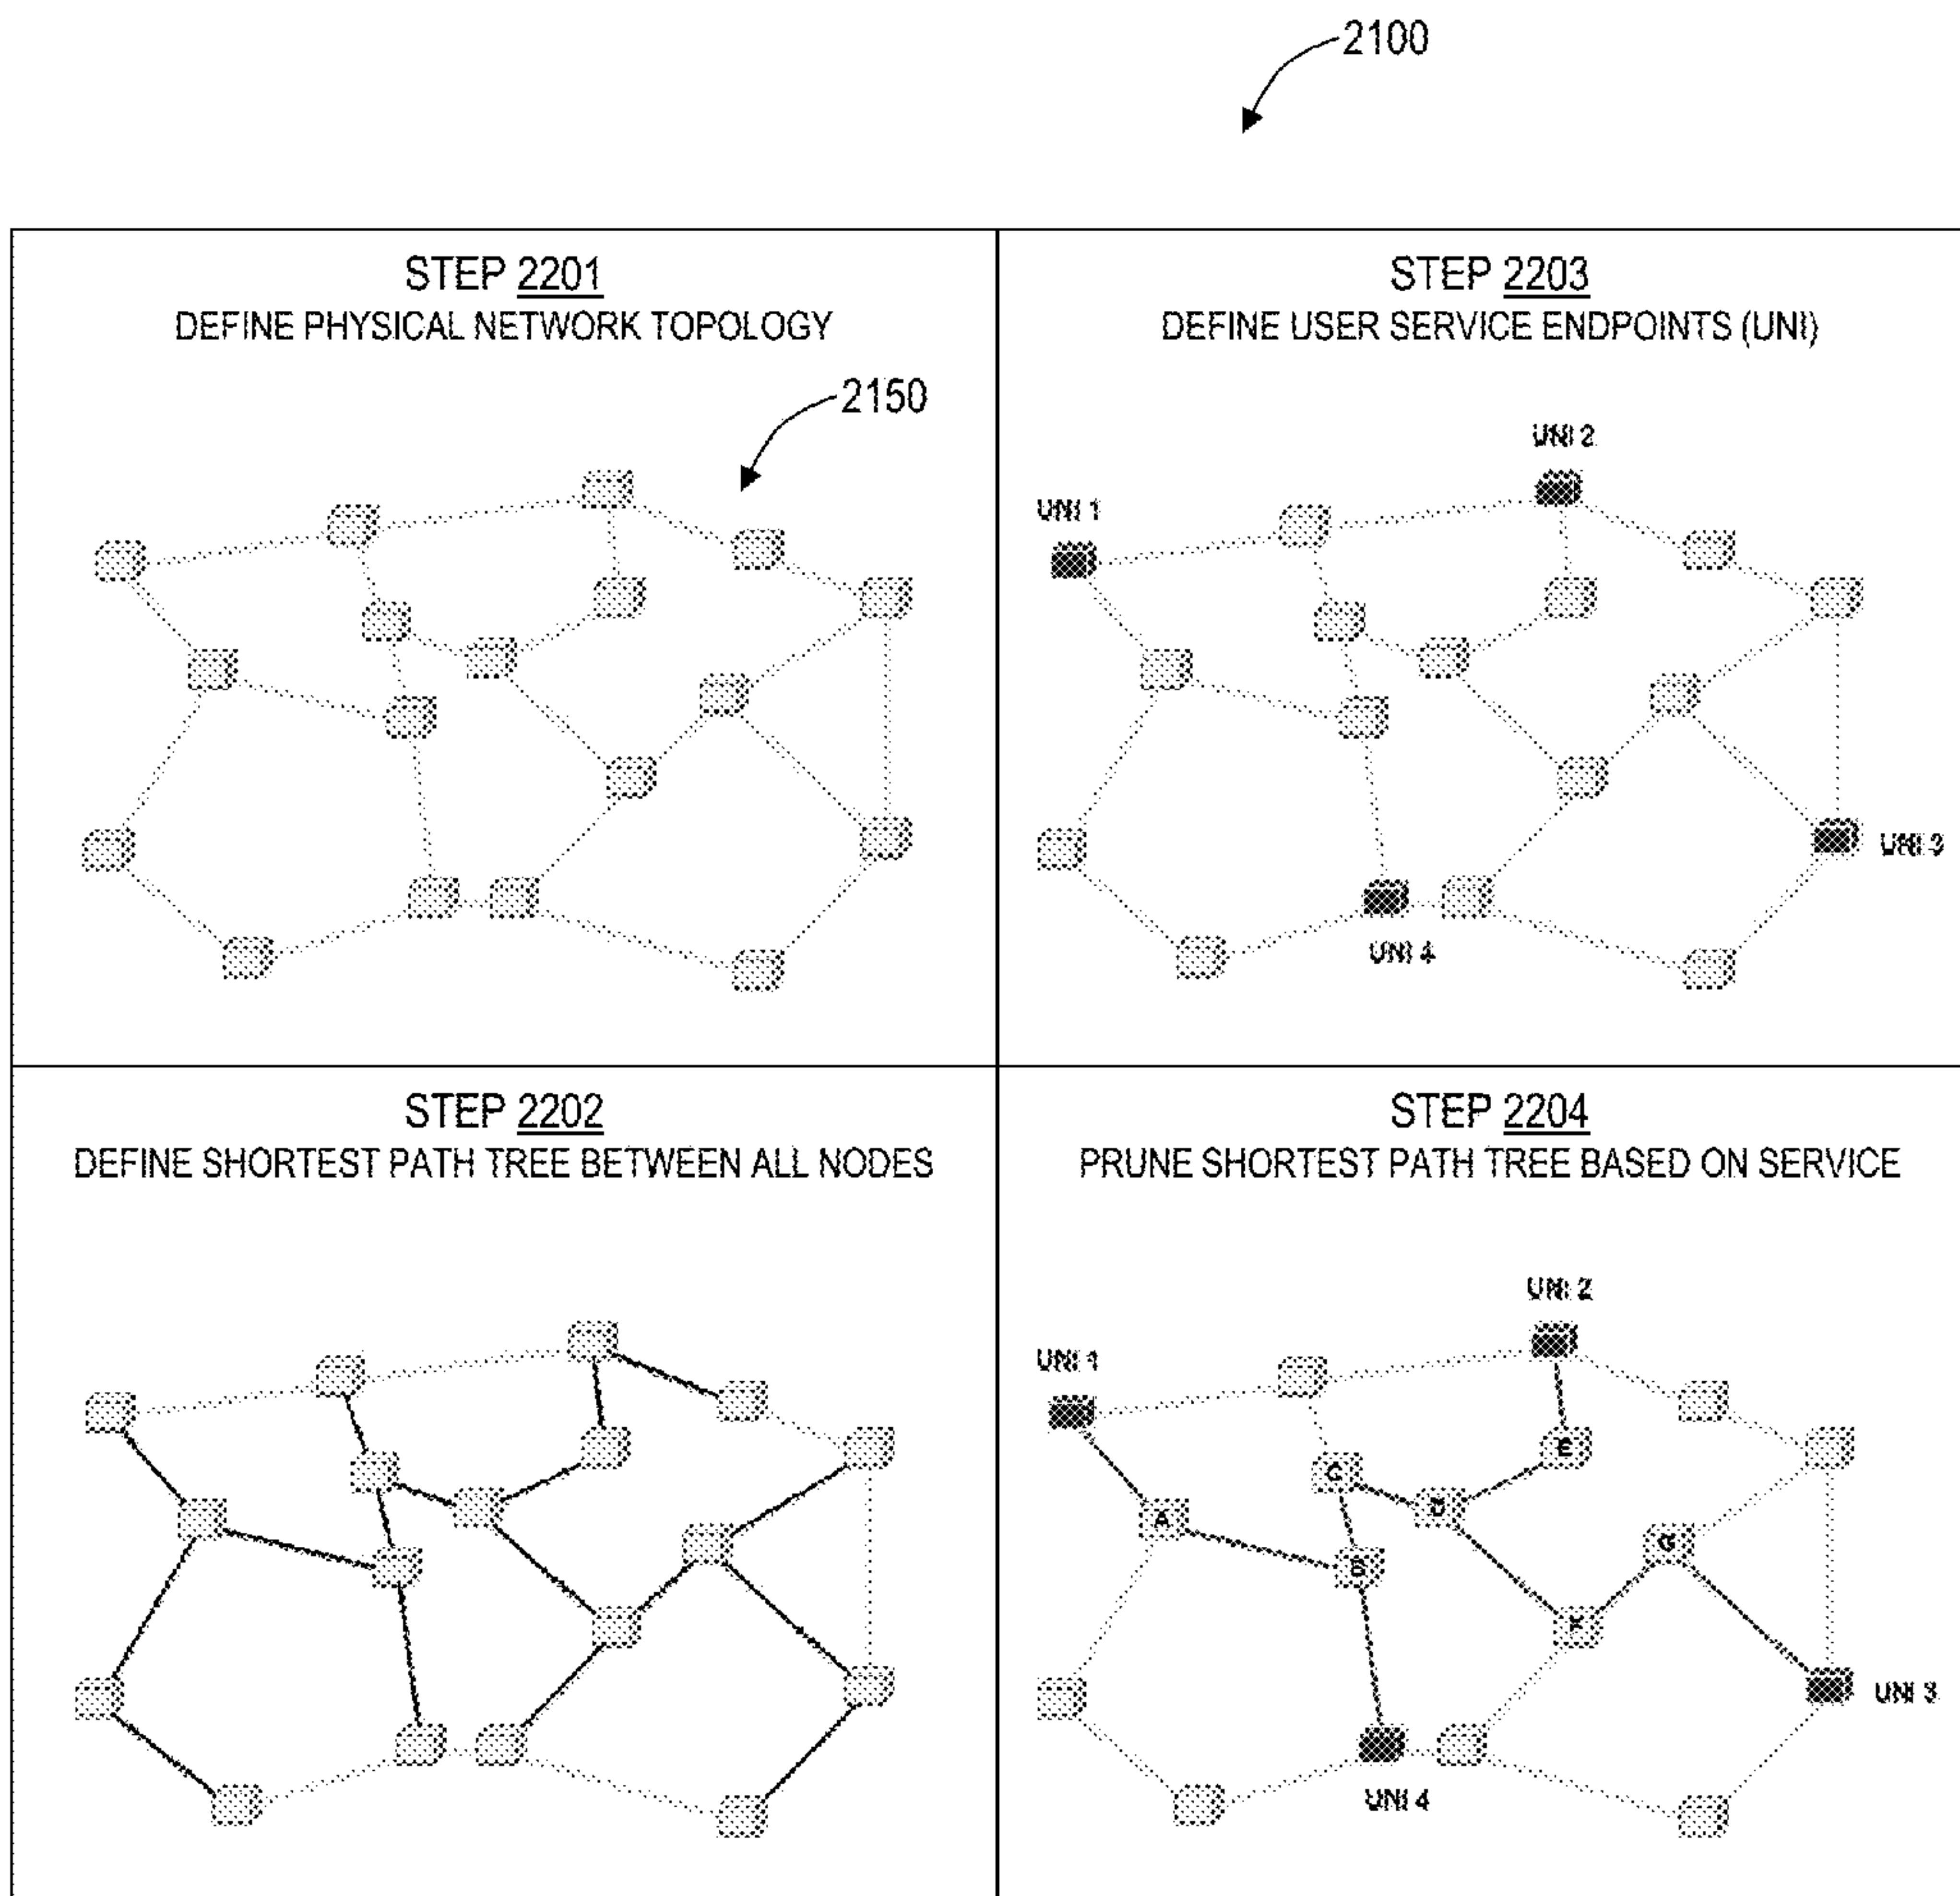 2100
STEP 2201
DEFINE PHYSICAL NETWORK TOPOLOGY
2150
STEP 2203
DEFINE USER SERVICE ENDPOINTS (UNI)
UNI 1
UNI 2
UNI 3
UNI 4
STEP 2202
DEFINE SHORTEST PATH TREE BETWEEN ALL NODES
STEP 2204
PRUNE SHORTEST PATH TREE BASED ON SERVICE
UNI 1
UNI 2
A
B
C
D
E
F
G
UNI 3
UNI 4